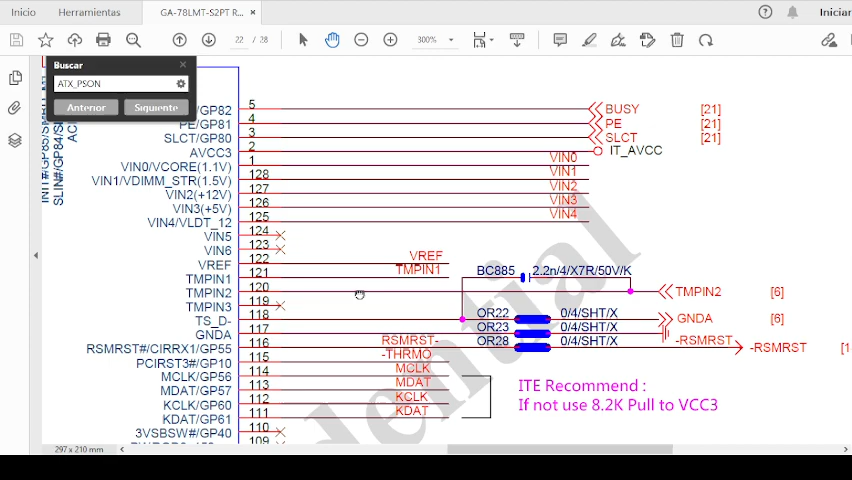 Inicio
Herramientas
GA-78LMT-S2PT R... ×
Iniciar
22 / 28
300%
Buscar
ATX_PSON
Anterior
Siguiente
/GP82 5 BUSY [21]
PE/GP81 4 PE [21]
SLCT/GP80 3 SLCT [21]
AVCC3 2 IT_AVCC
VIN0/VCORE(1.1V) 1 VIN0
VIN1/VDIMM_STR(1.5V) 128 VIN1
VIN2(+12V) 127 VIN2
VIN3(+5V) 126 VIN3
VIN4/VLDT_12 125 VIN4
VIN5 124
VIN6 123
VREF 122 VREF
TMPIN1 121 TMPIN1 BC885 2.2n/4/X7R/50V/K
TMPIN2 120 TMPIN2 [6]
TMPIN3 119
TS_D- 118 OR22 0/4/SHT/X GNDA [6]
GNDA 117 OR23 0/4/SHT/X
RSMRST#/CIRRX1/GP55 116 RSMRST- OR28 0/4/SHT/X -RSMRST -RSMRST
PCIRST3#/GP10 115 -THRMO
MCLK/GP56 114 MCLK
MDAT/GP57 113 MDAT
KCLK/GP60 112 KCLK
KDAT/GP61 111 KDAT
3VSBSW#/GP40 110
109
ITE Recommend :
If not use 8.2K Pull to VCC3
dential
297 x 210 mm